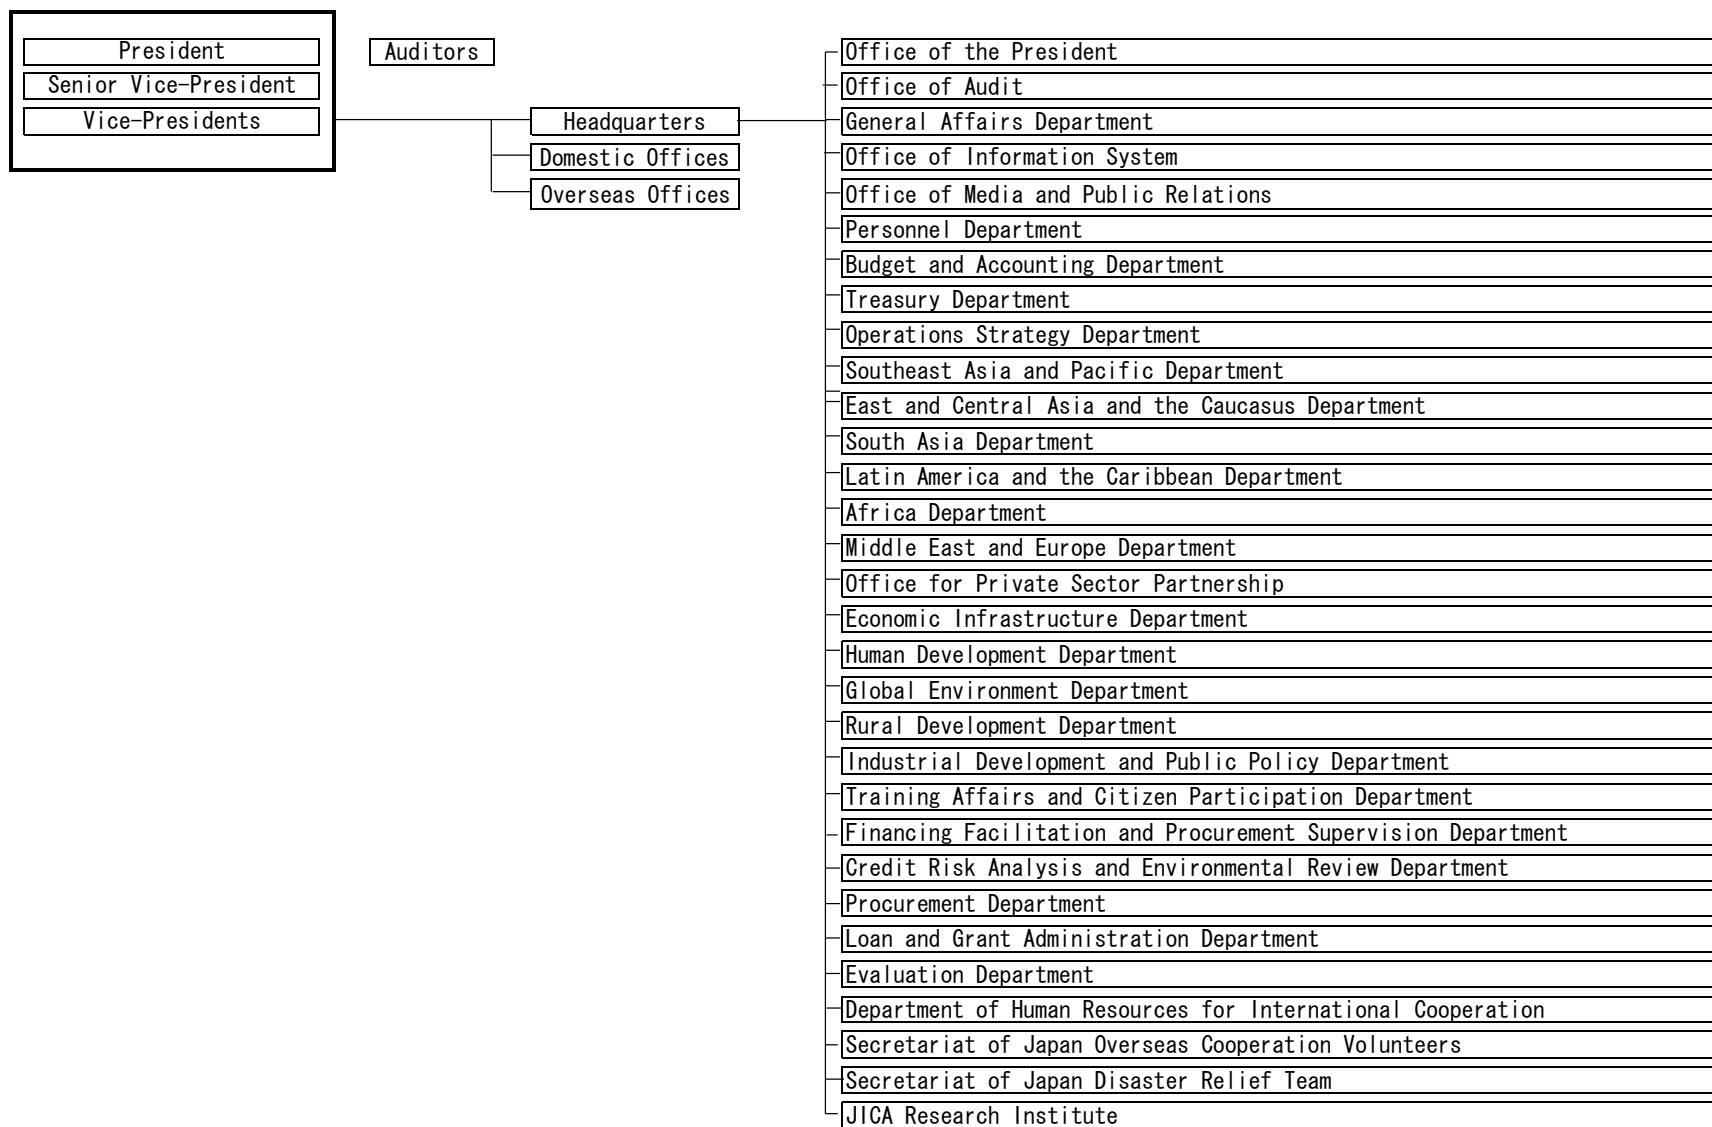 President
Senior Vice-President
Vice-Presidents
Auditors
Headquarters
Domestic Offices
Overseas Offices
Office of the President
Office of Audit
General Affairs Department
Office of Information System
Office of Media and Public Relations
Personnel Department
Budget and Accounting Department
Treasury Department
Operations Strategy Department
Southeast Asia and Pacific Department
East and Central Asia and the Caucasus Department
South Asia Department
Latin America and the Caribbean Department
Africa Department
Middle East and Europe Department
Office for Private Sector Partnership
Economic Infrastructure Department
Human Development Department
Global Environment Department
Rural Development Department
Industrial Development and Public Policy Department
Training Affairs and Citizen Participation Department
Financing Facilitation and Procurement Supervision Department
Credit Risk Analysis and Environmental Review Department
Procurement Department
Loan and Grant Administration Department
Evaluation Department
Department of Human Resources for International Cooperation
Secretariat of Japan Overseas Cooperation Volunteers
Secretariat of Japan Disaster Relief Team
JICA Research Institute